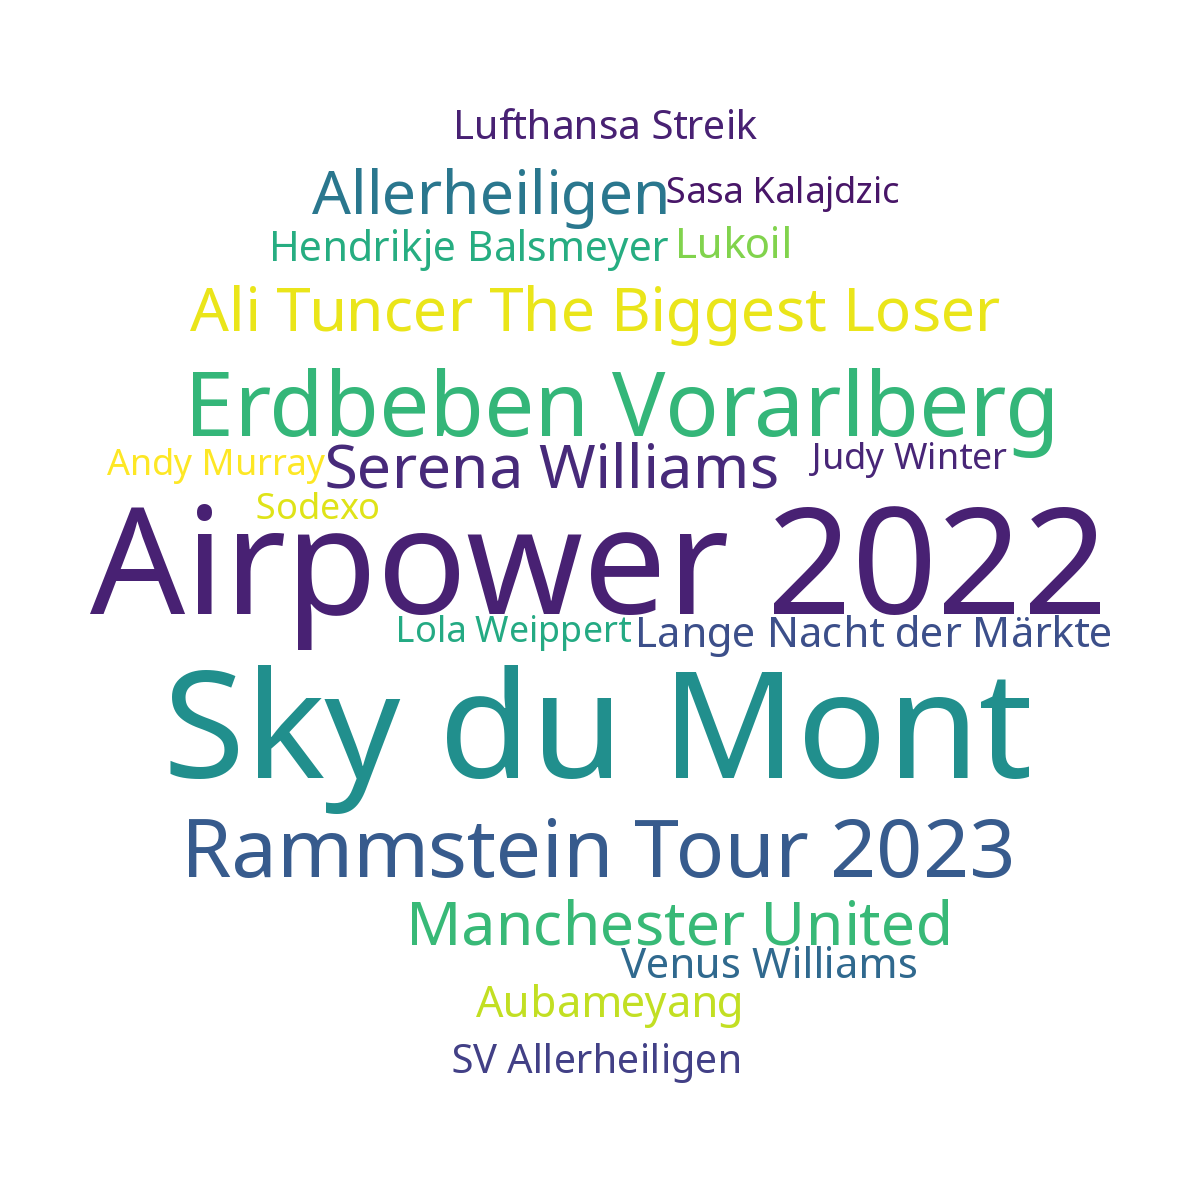 Lufthansa Streik
Allerheiligen
Sasa Kalajdzic
Hendrikje Balsmeyer
Lukoil
Ali Tuncer The Biggest Loser
Erdbeben Vorarlberg
Andy Murray
Serena Williams
Judy Winter
Sodexo
Airpower 2022
Lola Weippert
Lange Nacht der Märkte
Sky du Mont
Rammstein Tour 2023
Manchester United
Venus Williams
Aubameyang
SV Allerheiligen